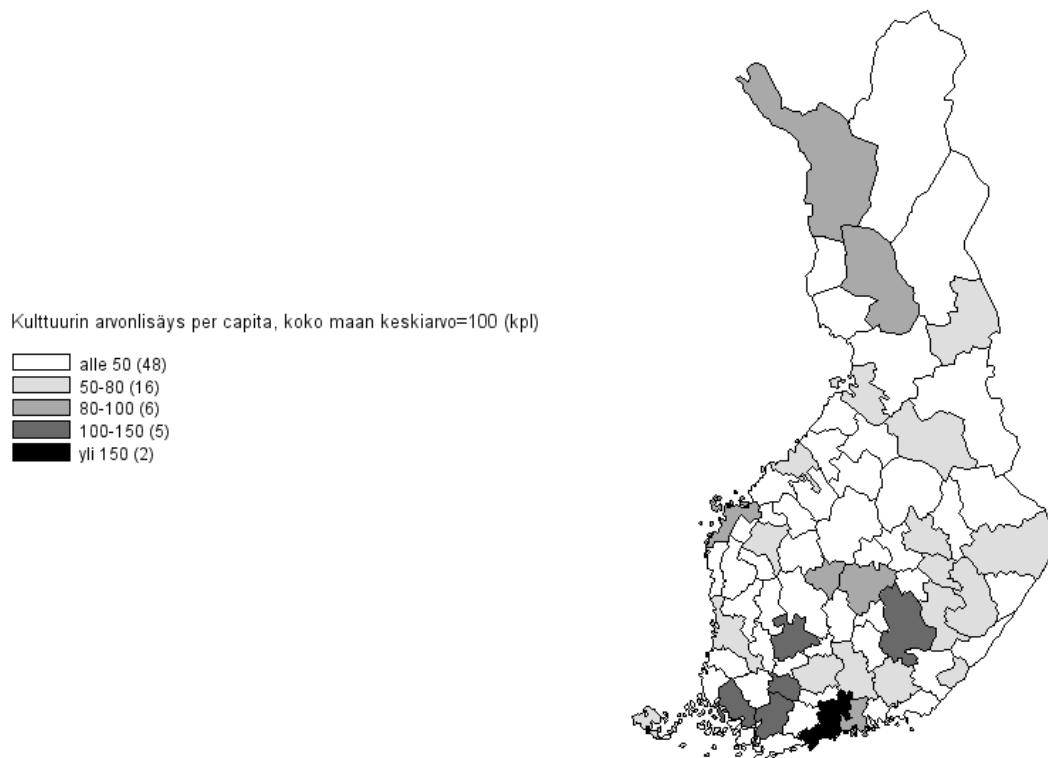 Kulttuurin arvonlisäys per capita, koko maan keskiarvo=100 (kpl)
alle 50 (48)
50-80 (16)
80-100 (6)
100-150 (5)
yli 150 (2)